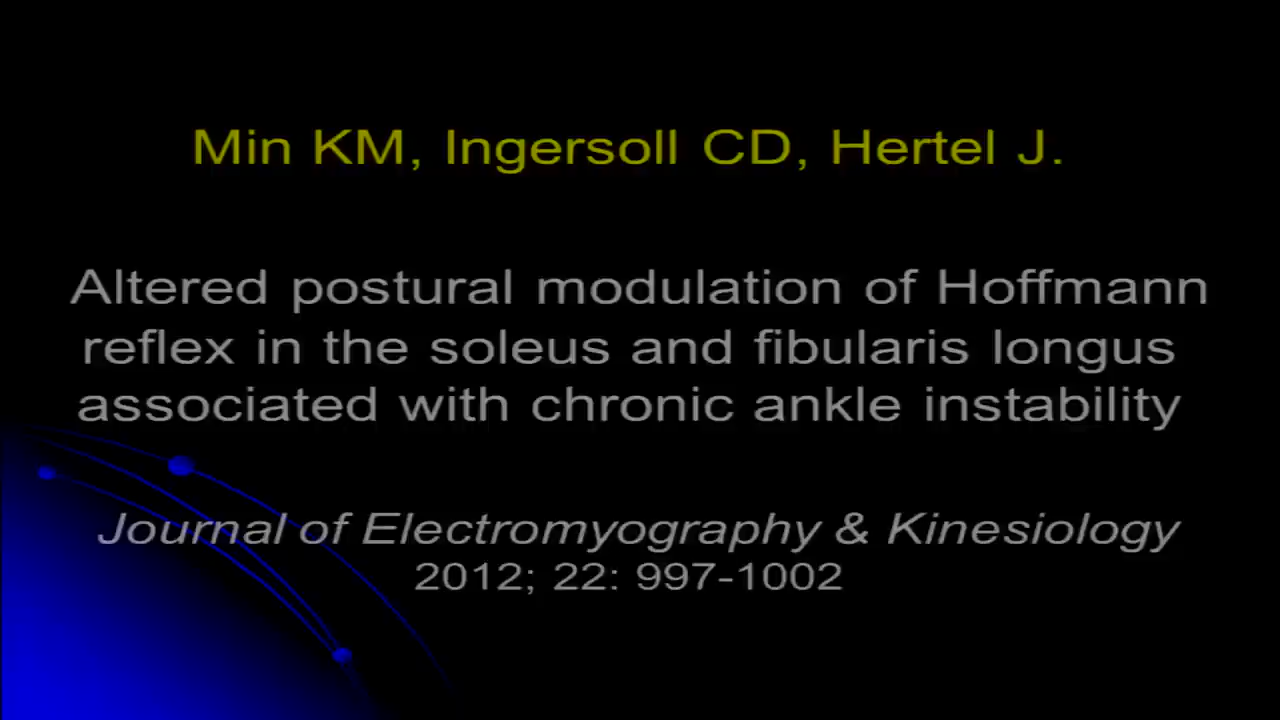 Min KM, Ingersoll CD, Hertel J.
Altered postural modulation of Hoffmann
reflex in the soleus and fibularis longus
associated with chronic ankle instability
Journal of Electromyography & Kinesiology
2012; 22: 997-1002